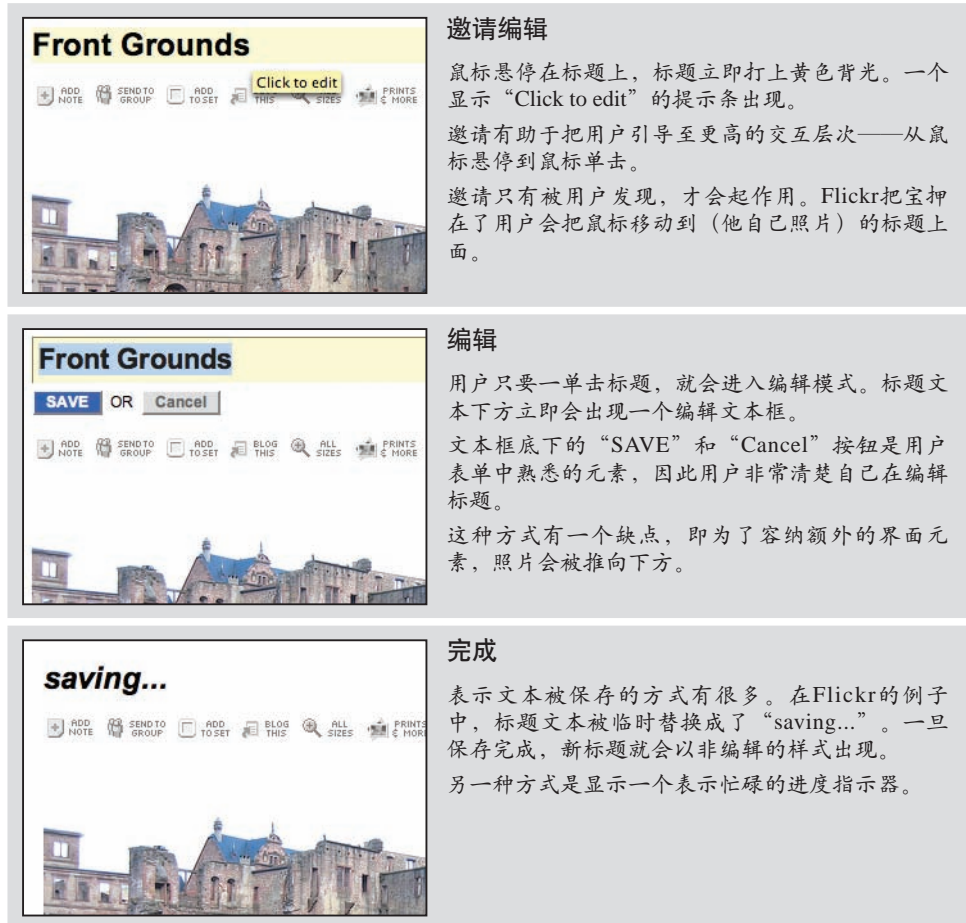 Front Grounds
Click to edit
ADD NOTE
SEND TO GROUP
ADD TO SET
THIS
SIZES
PRINTS & MORE
邀请编辑
鼠标悬停在标题上，标题立即打上黄色背光。一个
显示“Click to edit”的提示条出现。
邀请有助于把用户引导至更高的交互层次——从鼠
标悬停到鼠标单击。
邀请只有被用户发现，才会起作用。Flickr把宝押
在了用户会把鼠标移动到（他自己照片）的标题上
面。
Front Grounds
SAVE OR Cancel
ADD NOTE
SEND TO GROUP
ADD TO SET
BLOG THIS
ALL SIZES
PRINTS & MORE
编辑
用户只要一单击标题，就会进入编辑模式。标题文
本下方立即会出现一个编辑文本框。
文本框底下的“SAVE”和“Cancel”按钮是用户
表单中熟悉的元素，因此用户非常清楚自己在编辑
标题。
这种方式有一个缺点，即为了容纳额外的界面元
素，照片会被推向下方。
saving...
ADD NOTE
SEND TO GROUP
ADD TO SET
BLOG THIS
ALL SIZES
PRINTS & MORE
完成
表示文本被保存的方式有很多。在Flickr的例子
中，标题文本被临时替换成了“saving...”。一旦
保存完成，新标题就会以非编辑的样式出现。
另一种方式是显示一个表示忙碌的进度指示器。